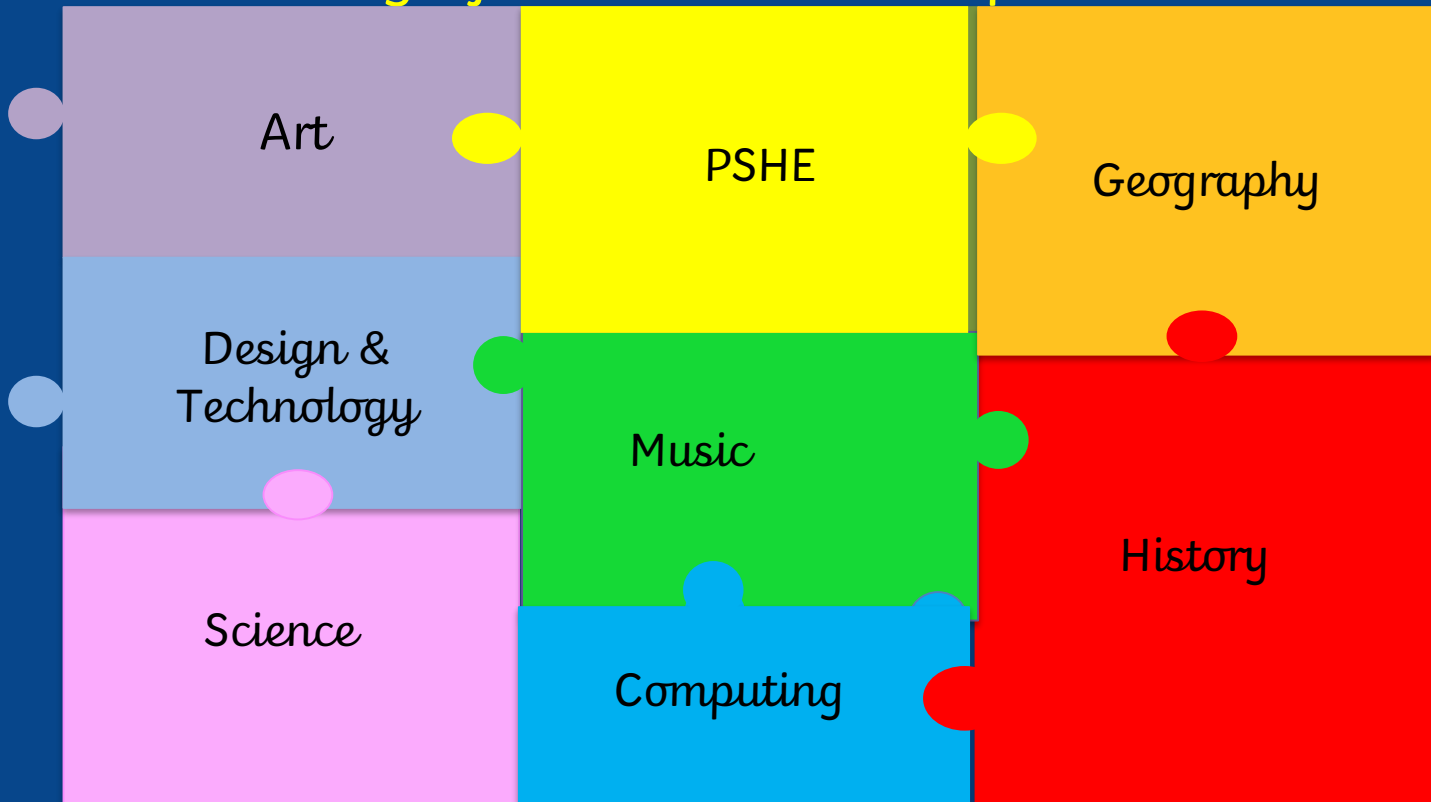 Art
PSHE
Geography
Design &
Technology
Music
History
Science
Computing